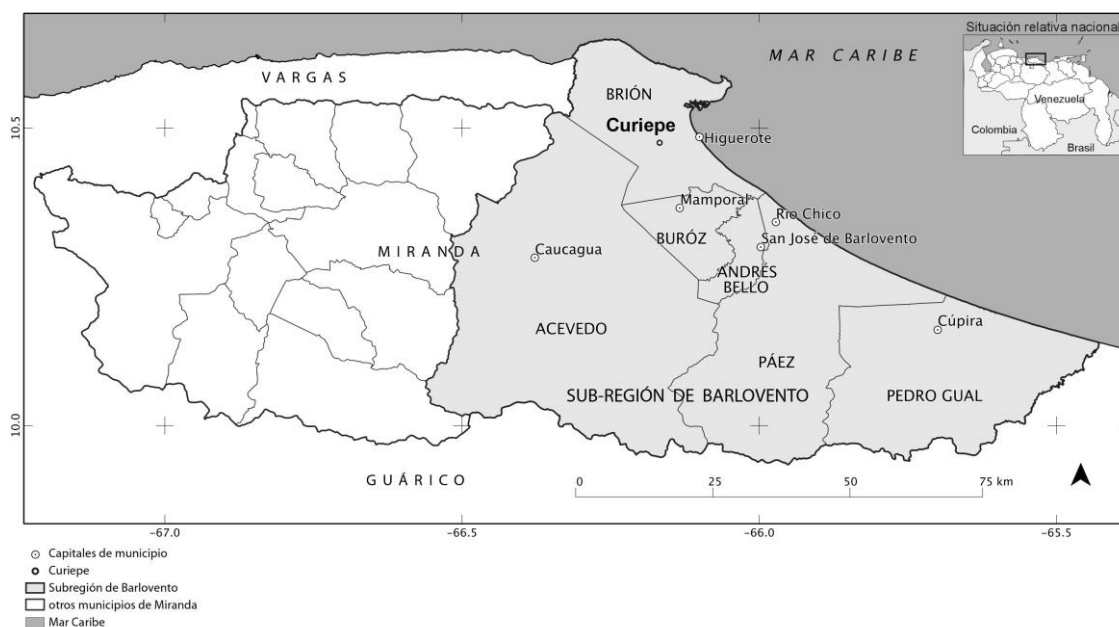 Situación relativa nacional
Venezuela
Colombia
Brasil
MAR CARIBE
VARGAS
BRIÓN
Curiepe
Higuerote
Mamporal
Río Chico
BURÓZ
San José de Barlovento
MIRANDA
Caucagua
ANDRÉS
BELLO
ACEVEDO
Cúpira
PÁEZ
SUB-REGIÓN DE BARLOVENTO
PEDRO GUAL
GUÁRICO
10.5
10.0
0 25 50 75 km
-67.0 -66.5 -66.0 -65.5
Capitales de municipio
Curiepe
Subregión de Barlovento
otros municipios de Miranda
Mar Caribe